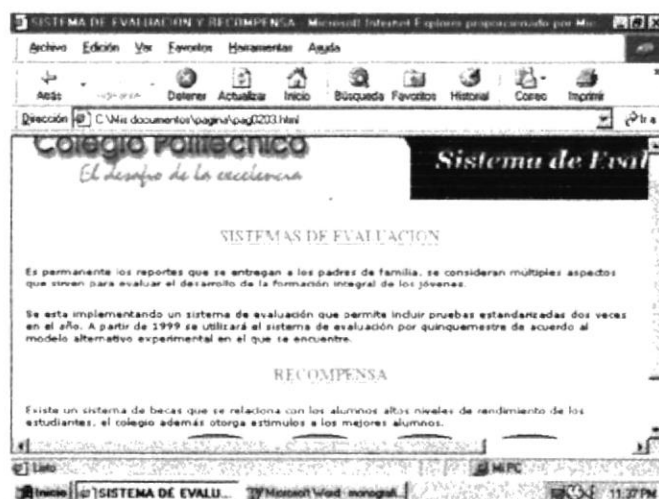 SISTEMA DE EVALUACION Y RECOMPENSA - Microsoft Internet Explorer proporcionado por Mic
Archivo Edición Ver Favoritos Herramientas Ayuda
Atrás Detener Actualizar Inicio Búsqueda Favoritos Historial Correo Imprimir
Dirección C:\Mis documentos\pagina\pag0203.html Ir a
Colegio Politécnico
El desafio de la excelencia
Sistema de Eval
SISTEMAS DE EVALUACION
Es permanente los reportes que se entregan a los padres de familia, se consideran múltiples aspectos
que sirven para evaluar el desarrollo de la formación integral de los jóvenes.
Se esta implementando un sistema de evaluación que permite incluir pruebas estandarizadas dos veces
en el año. A partir de 1999 se utilizará el sistema de evaluación por quinquemestre de acuerdo al
modelo alternativo experimental en el que se encuentre.
RECOMPENSA
Existe un sistema de becas que se relaciona con los alumnos altos niveles de rendimiento de los
estudiantes, el colegio además otorga estimulos a los mejores alumnos.
Listo Mi PC
Inicio SISTEMA DE EVALU... Microsoft Word - monograf... 11:37 PM